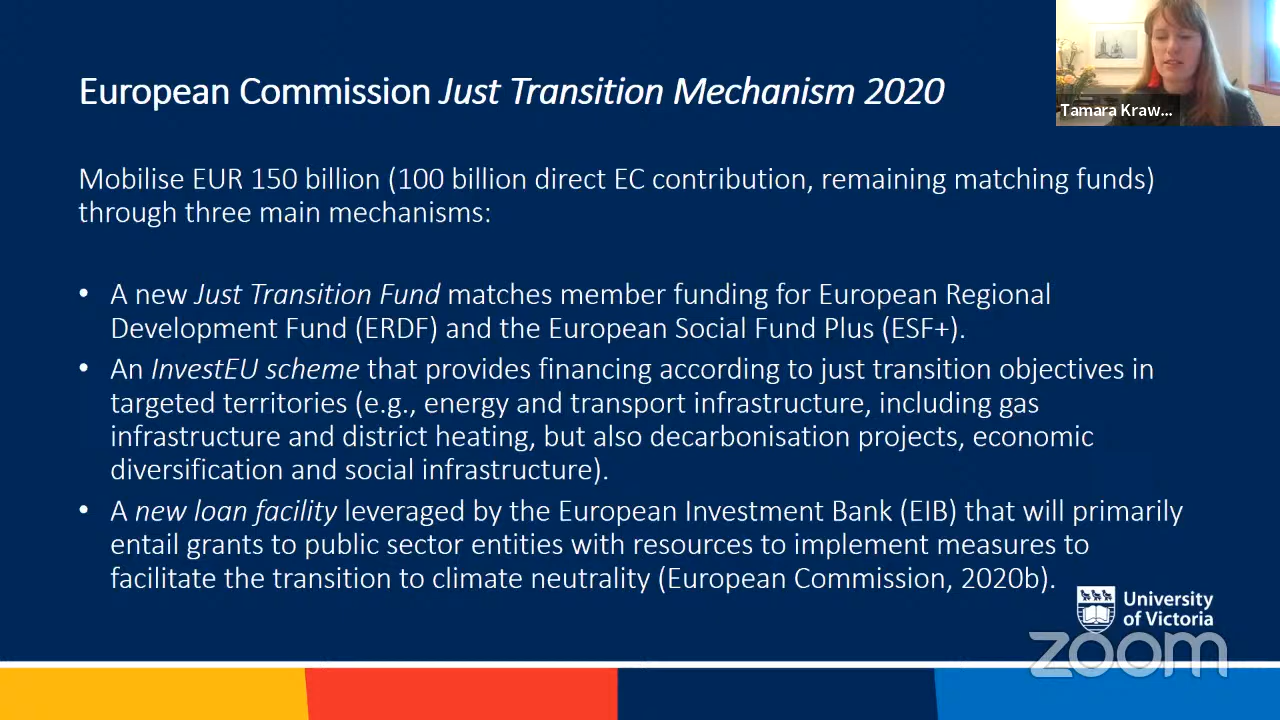 European Commission Just Transition Mechanism 2020
Tamara Kraw...
Mobilise EUR 150 billion (100 billion direct EC contribution, remaining matching funds)
through three main mechanisms:
• A new Just Transition Fund matches member funding for European Regional
Development Fund (ERDF) and the European Social Fund Plus (ESF+).
• An InvestEU scheme that provides financing according to just transition objectives in
targeted territories (e.g., energy and transport infrastructure, including gas
infrastructure and district heating, but also decarbonisation projects, economic
diversification and social infrastructure).
• A new loan facility leveraged by the European Investment Bank (EIB) that will primarily
entail grants to public sector entities with resources to implement measures to
facilitate the transition to climate neutrality (European Commission, 2020b).
University
of Victoria
zoom